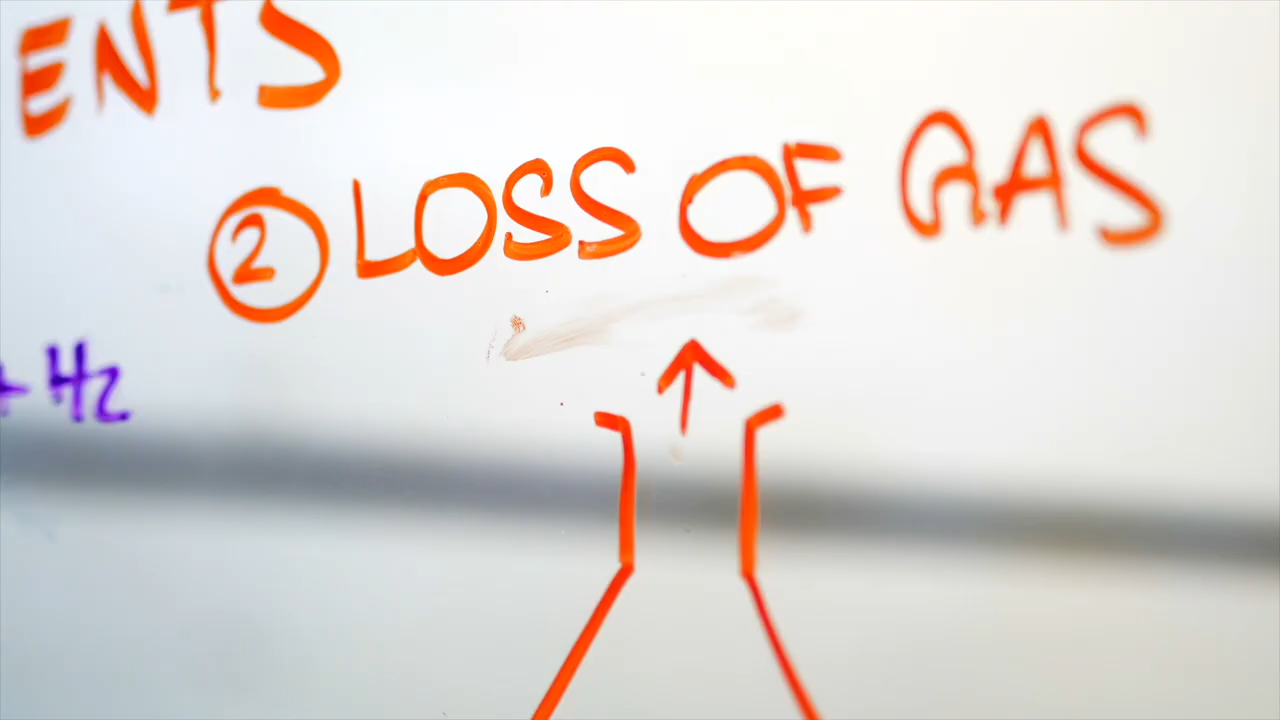 ENTS
② LOSS OF GAS
+ H₂